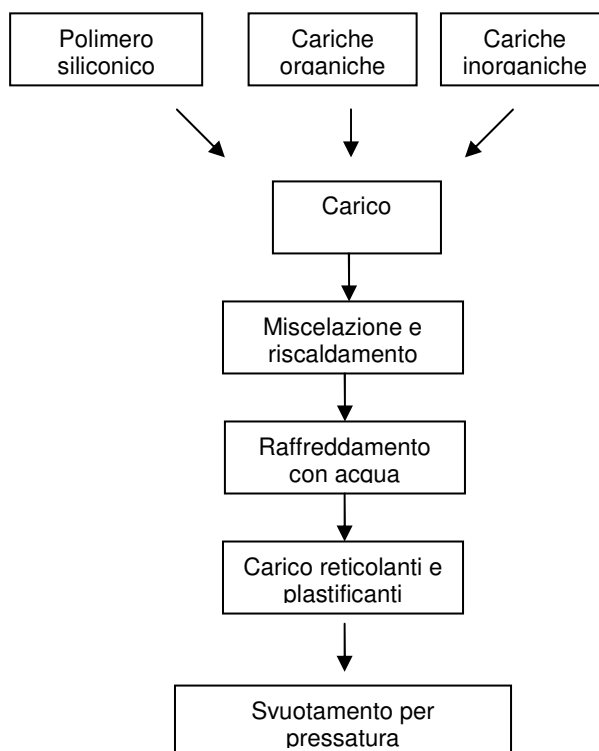 Polimero
siliconico
Cariche
organiche
Cariche
inorganiche
Carico
Miscelazione e
riscaldamento
Raffreddamento
con acqua
Carico reticolanti e
plastificanti
Svuotamento per
pressatura